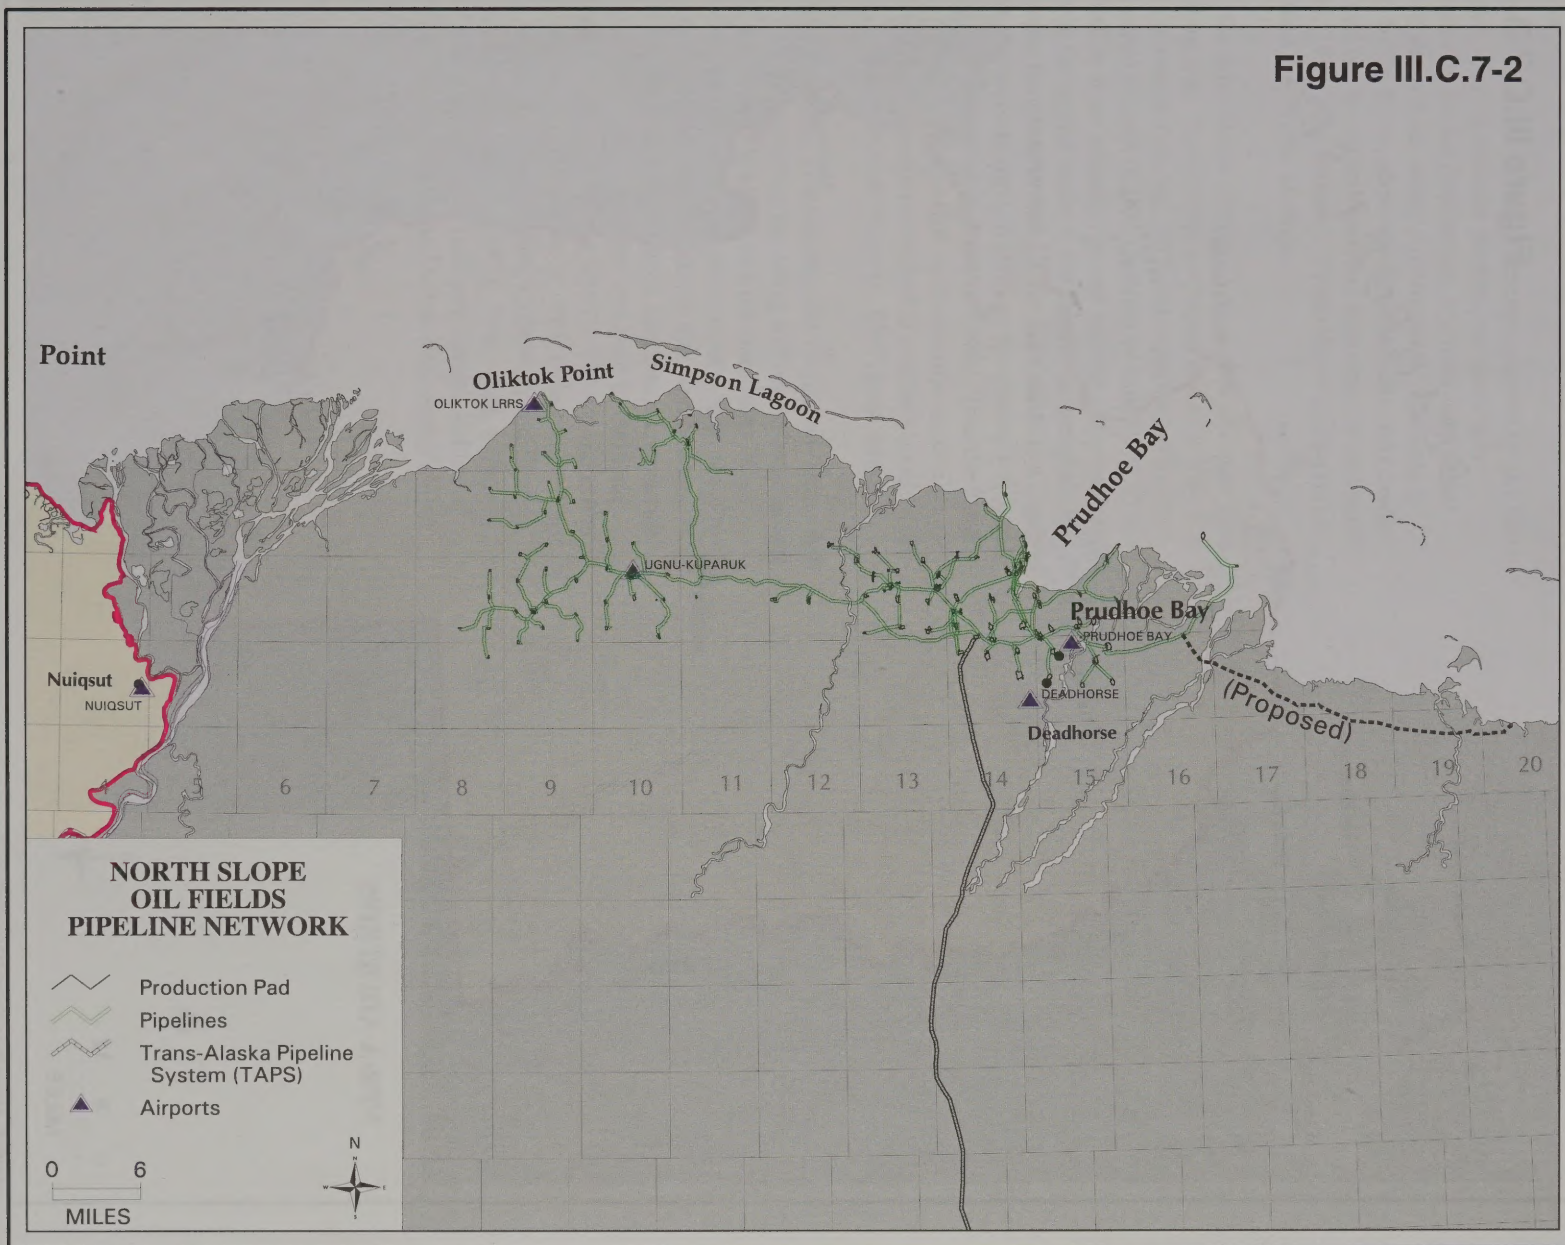 Figure III.C.7-2
Point
Oliktok Point
OLIKTOK LRRS
Simpson Lagoon
Prudhoe Bay
UGNU-KUPARUK
Prudhoe Bay
PRUDHOE BAY
Nuiqsut
NUIQSUT
DEADHORSE
Deadhorse
(Proposed)
4 6 7 8 9 10 11 12 13 14 15 16 17 18 19 20
NORTH SLOPE
OIL FIELDS
PIPELINE NETWORK
Production Pad
Pipelines
Trans-Alaska Pipeline
System (TAPS)
Airports
N
N
W E
S
0 6
MILES